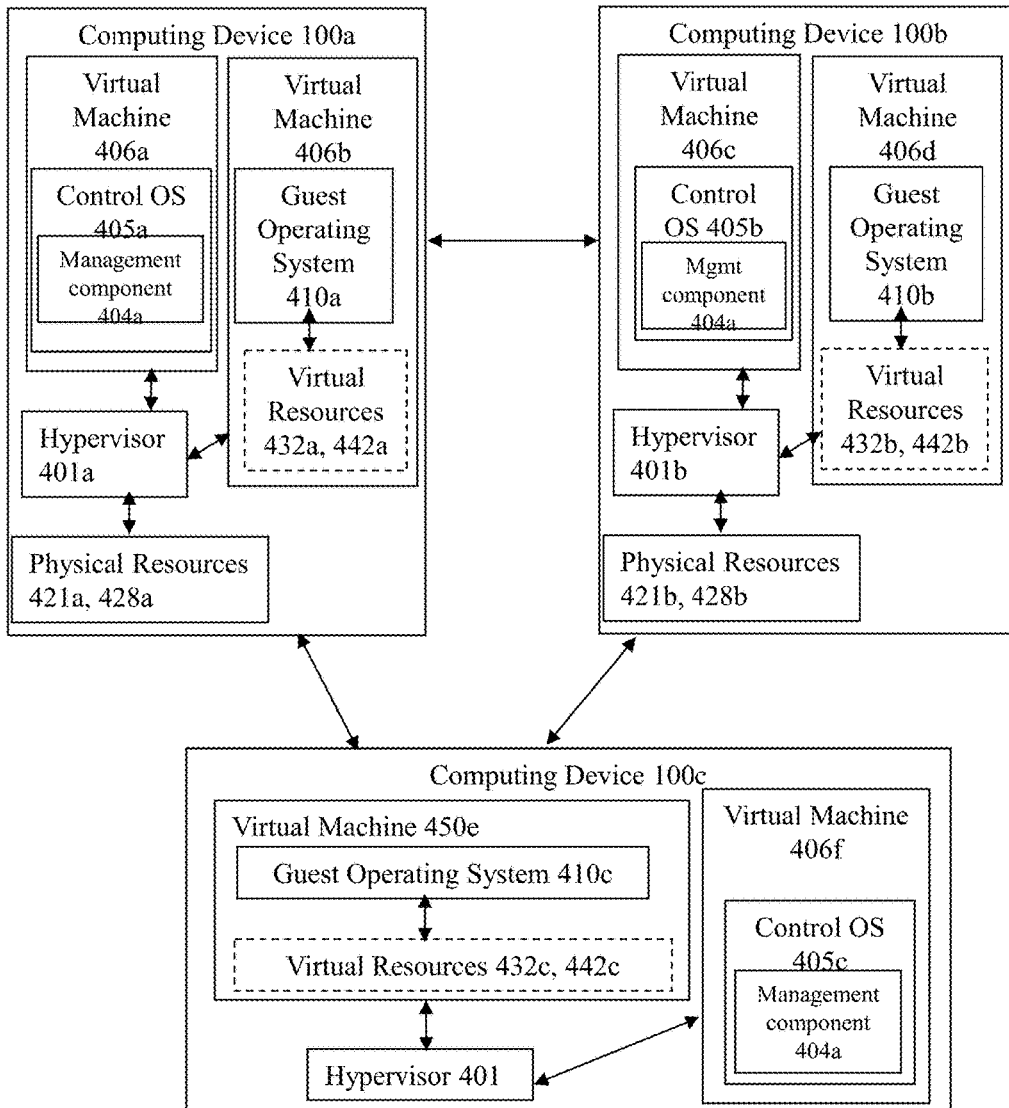 Computing Device 100a
Virtual
Machine
406a
Control OS
405a
Management
component
404a
Virtual
Machine
406b
Guest
Operating
System
410a
Virtual
Resources
432a, 442a
Hypervisor
401a
Physical Resources
421a, 428a
Computing Device 100b
Virtual
Machine
406c
Control
OS 405b
Mgmt
component
404a
Virtual
Machine
406d
Guest
Operating
System
410b
Virtual
Resources
432b, 442b
Hypervisor
401b
Physical Resources
421b, 428b
Computing Device 100c
Virtual Machine 450e
Guest Operating System 410c
Virtual Resources 432c, 442c
Hypervisor 401
Virtual Machine
406f
Control OS
405c
Management
component
404a